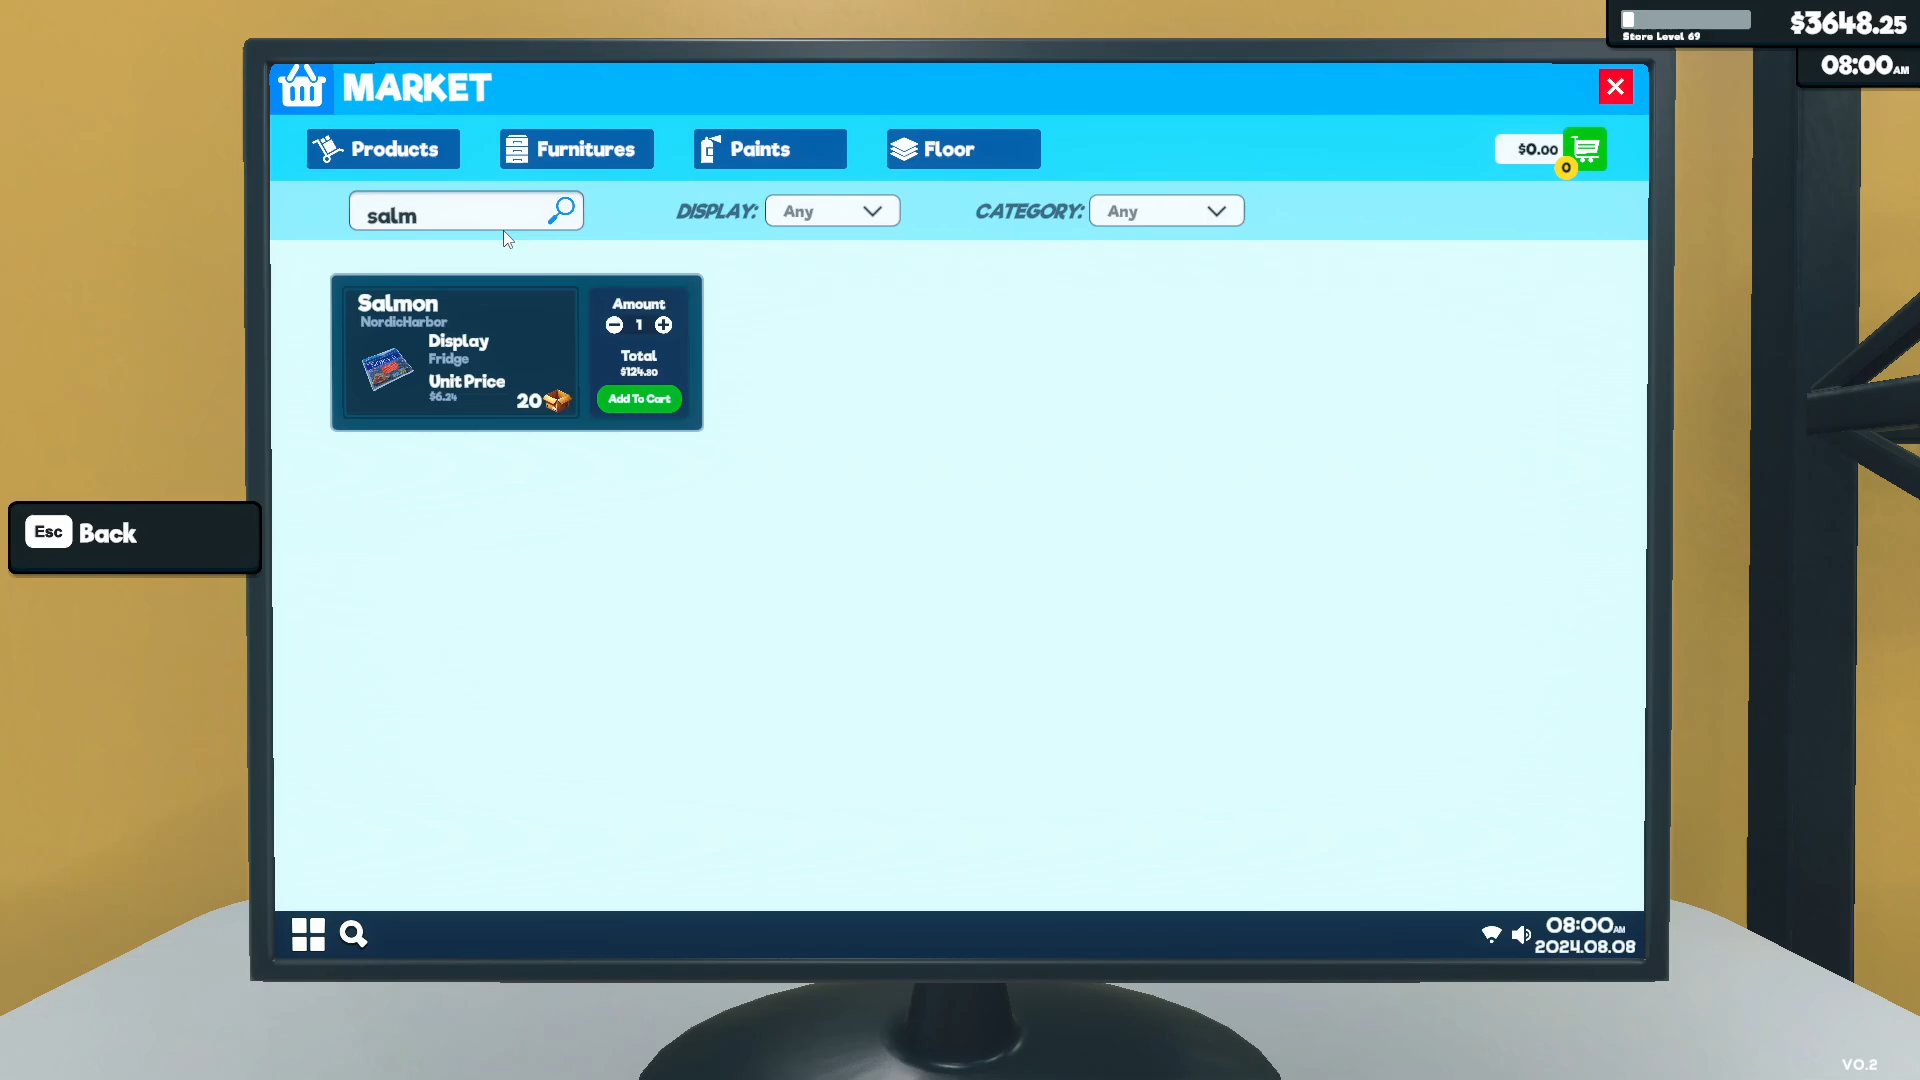 $3648.25
Store Level 69
08:00AM
MARKET
Products Furnitures Paints Floor $0.00
0
salm DISPLAY: Any CATEGORY: Any
Salmon
NordicHarbor
Display
Fridge
Unit Price
$6.24
20
Amount
1
Total
$124.80
Add To Cart
Esc Back
08:00AM
2024.08.08
V0.2